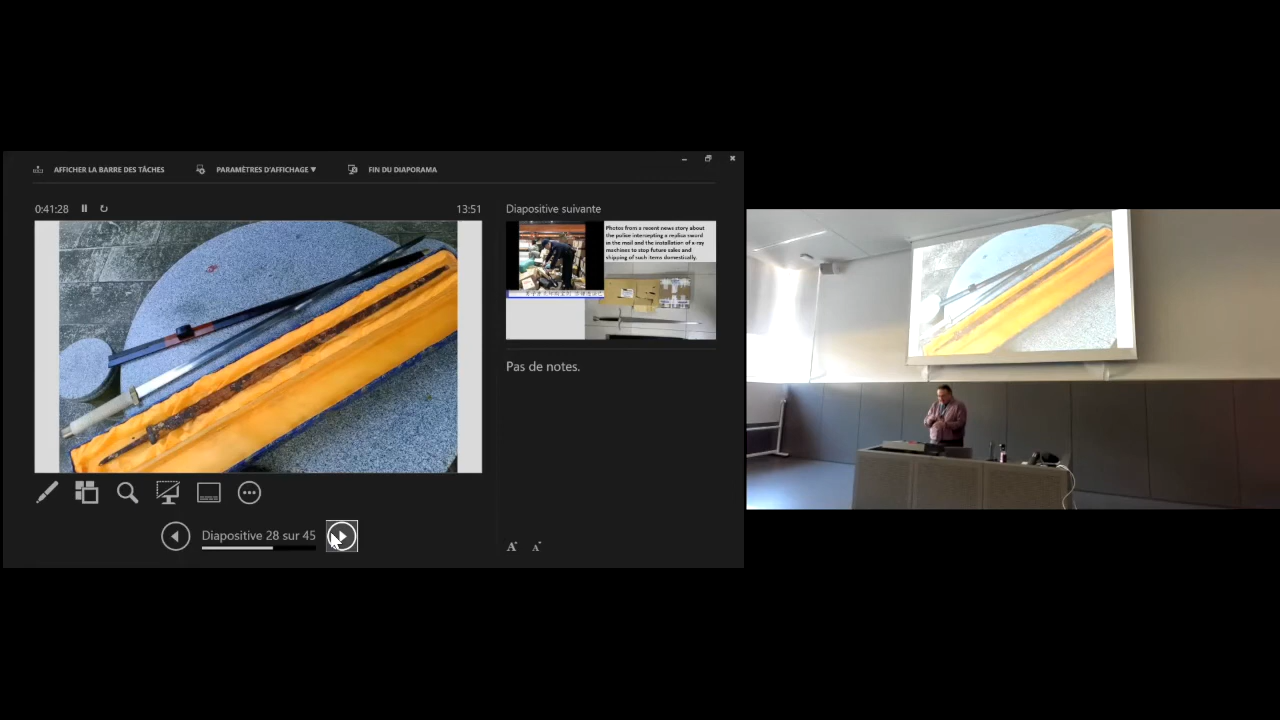 AFFICHER LA BARRE DES TÂCHES
PARAMÈTRES D'AFFICHAGE ▼
FIN DU DIAPORAMA
0:41:28
13:51
Diapositive suivante
Photos from a recent news story about
the police intercepting a replica sword
in the mail and the installation of x-ray
machines to stop future sales and
shipping of such items domestically.
Pas de notes.
Diapositive 28 sur 45
A
A